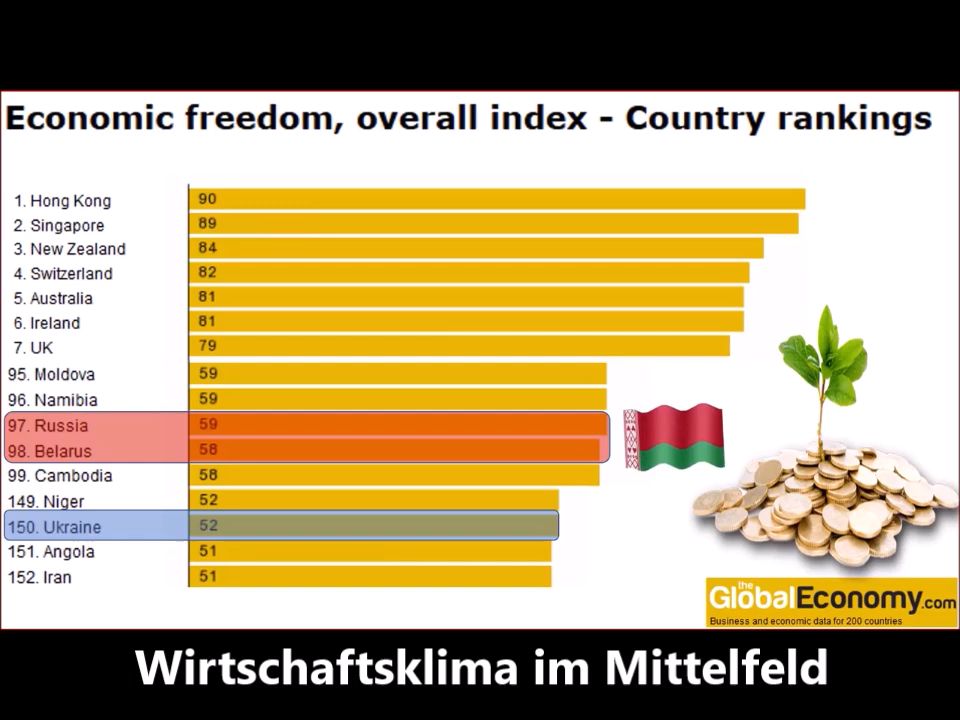 Economic freedom, overall index - Country rankings
1. Hong Kong 90
2. Singapore 89
3. New Zealand 84
4. Switzerland 82
5. Australia 81
6. Ireland 81
7. UK 79
95. Moldova 59
96. Namibia 59
97. Russia 59
98. Belarus 58
99. Cambodia 58
149. Niger 52
150. Ukraine 52
151. Angola 51
152. Iran 51
the
GlobalEconomy.com
Business and economic data for 200 countries
Wirtschaftsklima im Mittelfeld